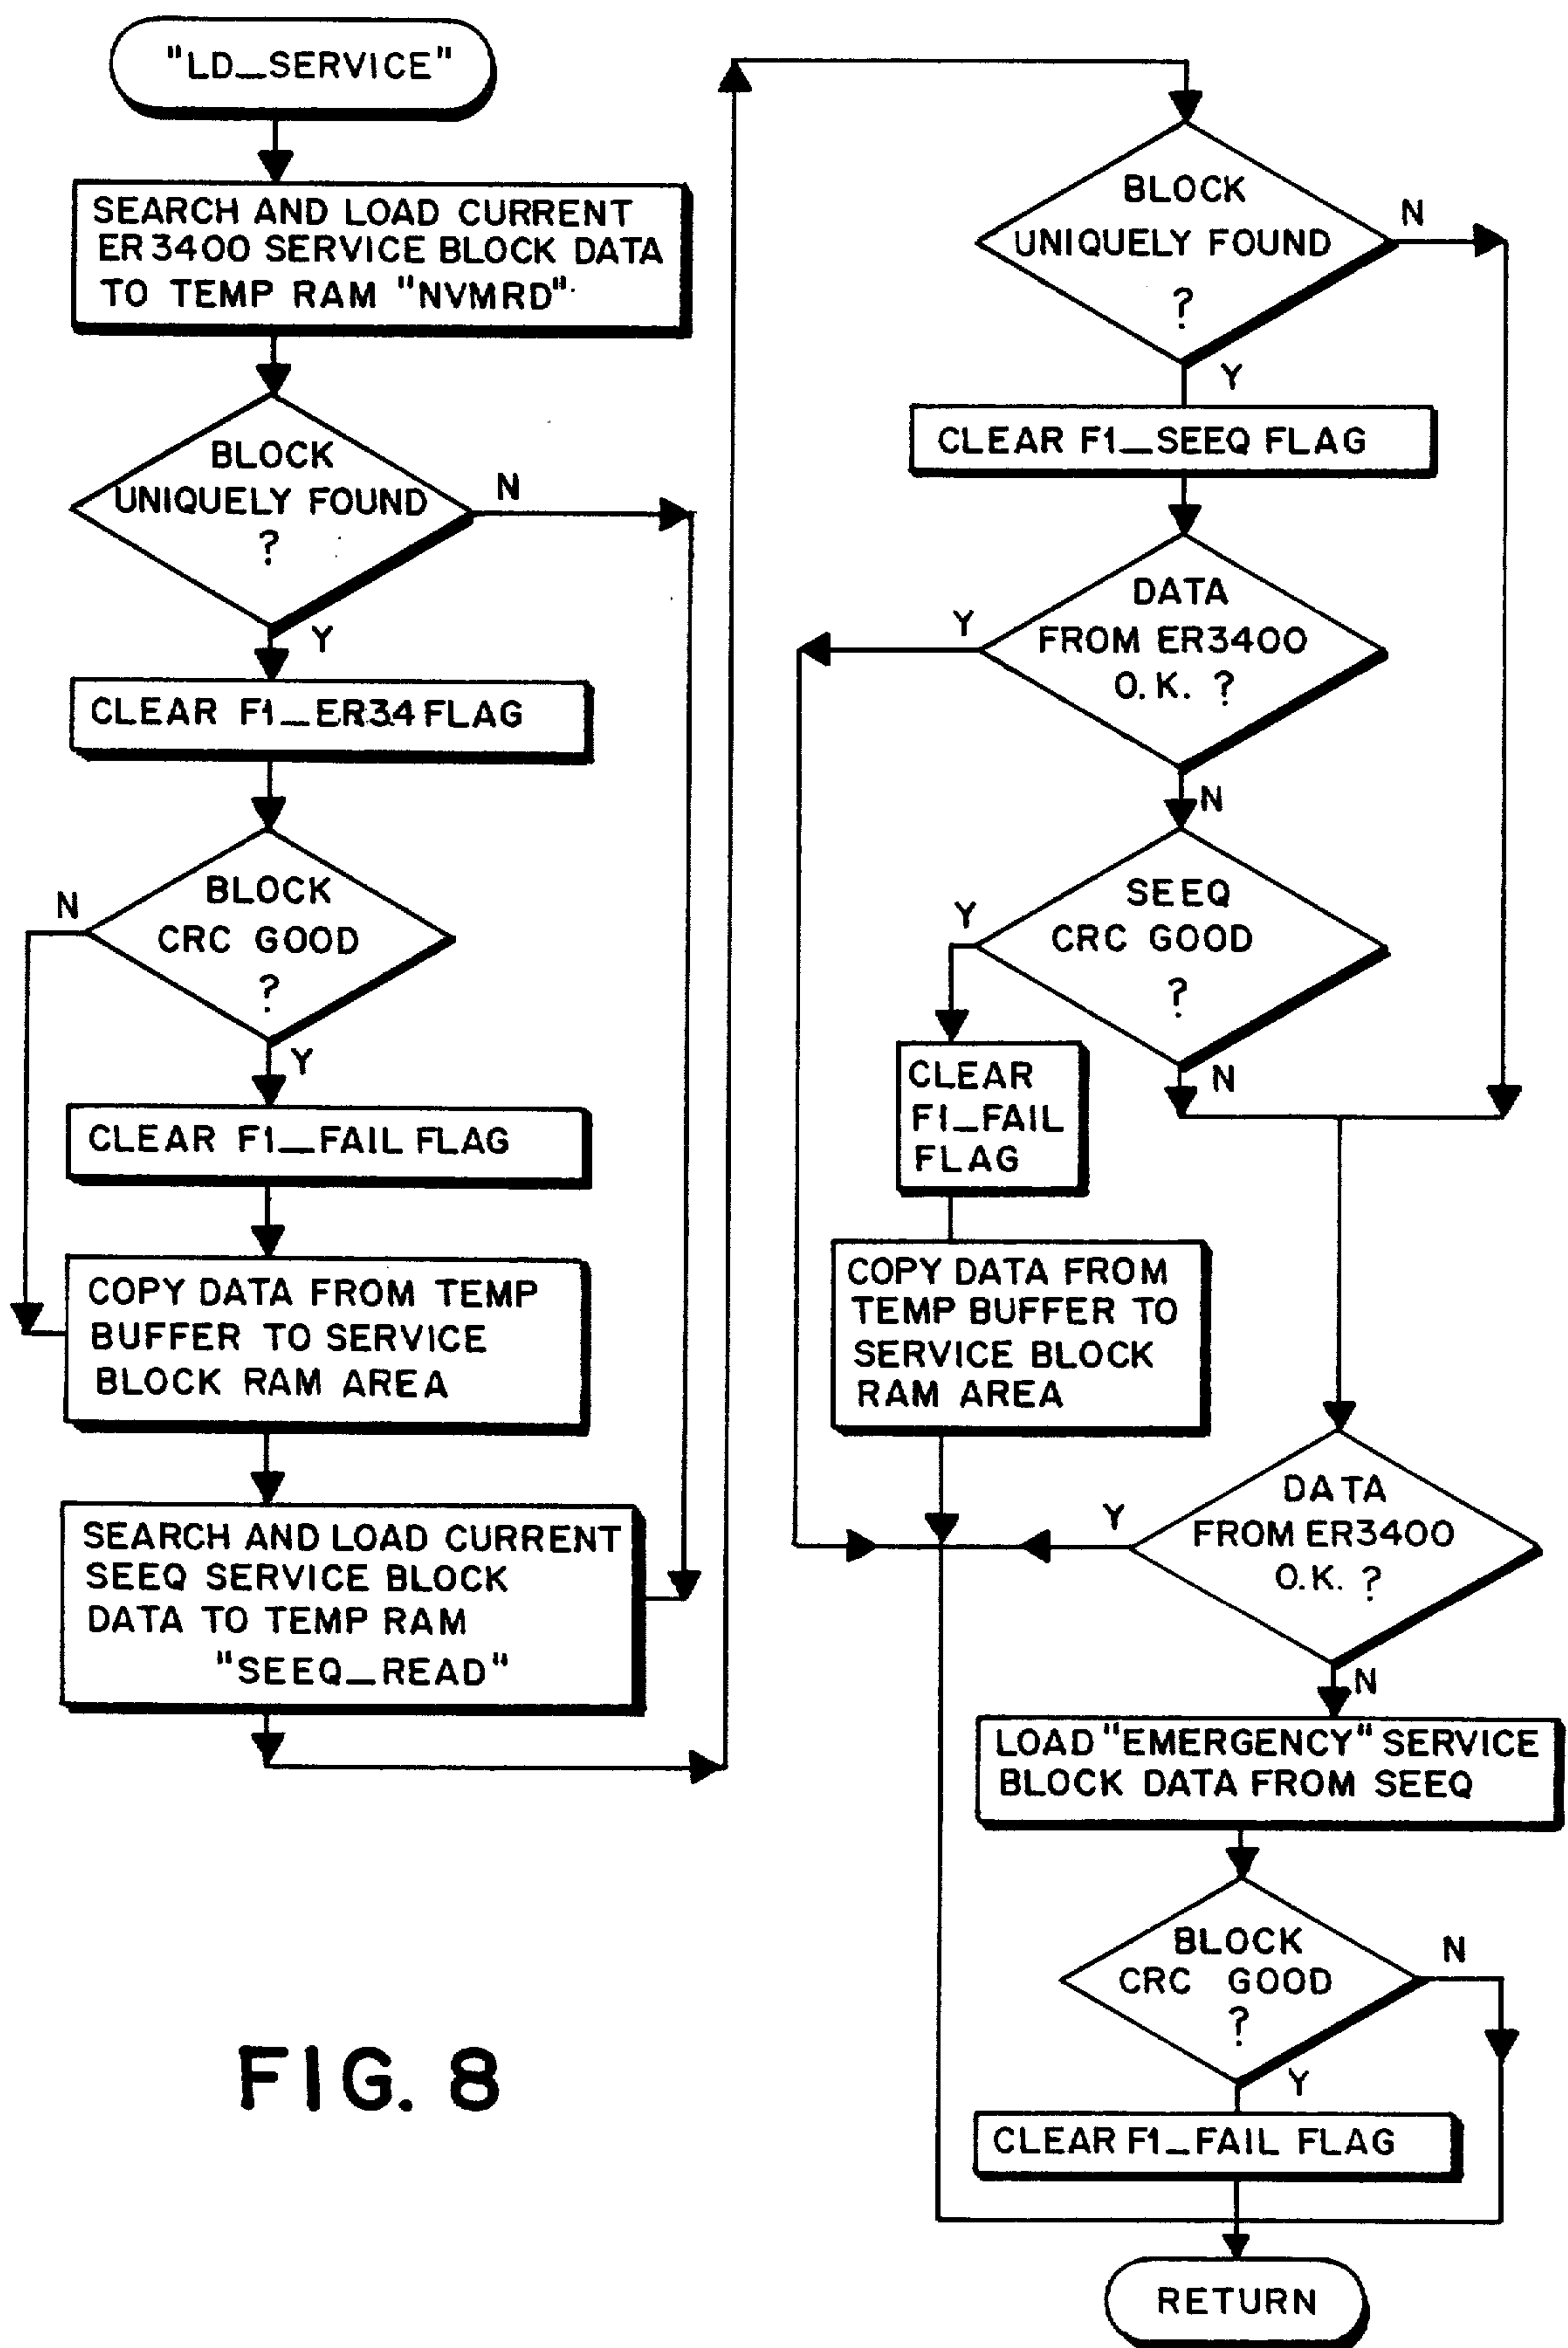 "LD_SERVICE"
SEARCH AND LOAD CURRENT
ER3400 SERVICE BLOCK DATA
TO TEMP RAM "NVMRD"
BLOCK
UNIQUELY FOUND
?
N
Y
CLEAR F1_ER34 FLAG
BLOCK
CRC GOOD
?
N
Y
CLEAR F1_FAIL FLAG
COPY DATA FROM TEMP
BUFFER TO SERVICE
BLOCK RAM AREA
SEARCH AND LOAD CURRENT
SEEQ SERVICE BLOCK
DATA TO TEMP RAM
"SEEQ_READ"
BLOCK
UNIQUELY FOUND
?
N
Y
CLEAR F1_SEEQ FLAG
DATA
FROM ER3400
O.K. ?
Y
N
SEEQ
CRC GOOD
?
Y
N
CLEAR
F1_FAIL
FLAG
COPY DATA FROM
TEMP BUFFER TO
SERVICE BLOCK
RAM AREA
DATA
FROM ER3400
O.K. ?
Y
N
LOAD "EMERGENCY" SERVICE
BLOCK DATA FROM SEEQ
BLOCK
CRC GOOD
?
N
Y
CLEAR F1_FAIL FLAG
RETURN
FIG. 8